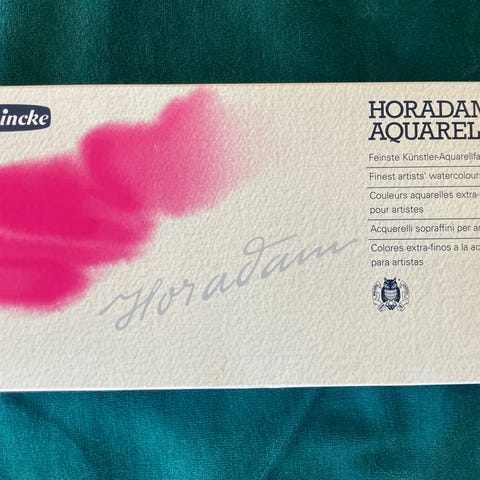 incke
HORADAM
AQUAREL
Feinste Künstler-Aquarellfa
Finest artists' watercolours
Couleurs aquarelles extra-
pour artistes
Acquerelli sopraffini per ar
Colores extra-finos a la ac
para artistas
Horadam